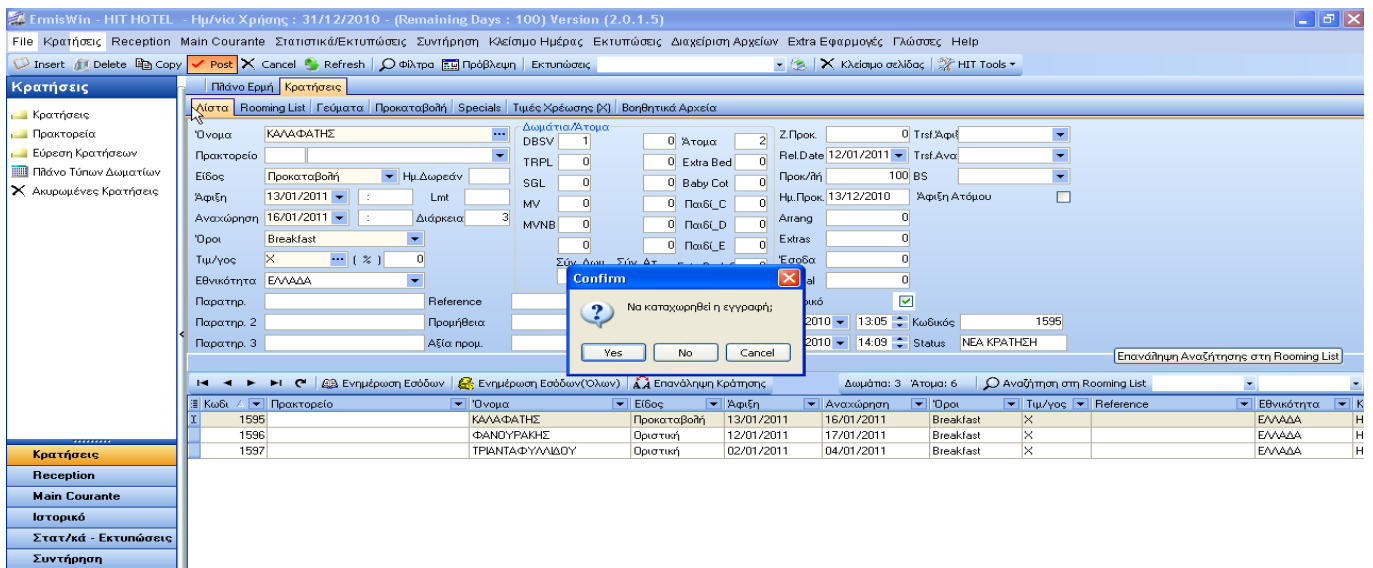 ErmisWin - HIT HOTEL - Ημ/νία Χρήσης : 31/12/2010 - (Remaining Days : 100) Version (2.0.1.5)
File Κρατήσεις Reception Main Courante Στατιστικά/Εκτυπώσεις Συντήρηση Κλείσιμο Ημέρας Εκτυπώσεις Διαχείριση Αρχείων Extra Εφαρμογές Γλώσσες Help
Insert Delete Copy Post Cancel Refresh Φίλτρα Πρόβλεψη Εκτυπώσεις Κλείσιμο σελίδας HIT Tools
Κρατήσεις Πλάνο Ερμή Κρατήσεις
Λίστα Rooming List Γεύματα Προκαταβολή Specials Τιμές Χρέωσης (X) Βοηθητικά Αρχεία
Κρατήσεις
Πρακτορεία
Εύρεση Κρατήσεων
Πλάνο Τύπων Δωματίων
Ακυρωμένες Κρατήσεις
Δωμάτια/Άτομα
Όνομα ΚΑΛΑΦΑΤΗΣ DBSV 1 0 Άτομα 2 Ζ.Προκ. 0 Trsf.Άφιξ
Πρακτορείο TRPL 0 0 Extra Bed 0 Rel.Date 12/01/2011 Trsf.Ανα
Είδος Προκαταβολή Ημ.Δωρεάν SGL 0 0 Baby Cot 0 Προκ/λή 100 BS
Άφιξη 13/01/2011 : Lmt MV 0 0 Παιδί_C 0 Ημ.Προκ. 13/12/2010 Άφιξη Ατόμου
Αναχώρηση 16/01/2011 : Διάρκεια 3 MVNB 0 0 Παιδί_D 0 Arrang 0
Όροι Breakfast 0 0 Παιδί_E 0 Extras 0
Τιμ/γος X ( % ) 0 Έσοδα 0
Εθνικότητα ΕΛΛΑΔΑ 0
Παρατηρ. Reference
Παρατηρ. 2 Προμήθεια 13:05 Κωδικός 1595
Παρατηρ. 3 Αξία προμ. 14:09 Status ΝΕΑ ΚΡΑΤΗΣΗ
Confirm
Να καταχωρηθεί η εγγραφή;
Yes No Cancel
Επανάληψη Αναζήτησης στη Rooming List
Ενημέρωση Εσόδων Ενημέρωση Εσόδων(Όλων) Επανάληψη Κράτησης Δωμάτια: 3 Άτομα: 6 Αναζήτηση στη Rooming List
Κωδι Πρακτορείο Όνομα Είδος Άφιξη Αναχώρηση Όροι Τιμ/γος Reference Εθνικότητα Κ
1595 ΚΑΛΑΦΑΤΗΣ Προκαταβολή 13/01/2011 16/01/2011 Breakfast X ΕΛΛΑΔΑ Η
1596 ΦΑΝΟΥΡΑΚΗΣ Οριστική 12/01/2011 17/01/2011 Breakfast X ΕΛΛΑΔΑ Η
1597 ΤΡΙΑΝΤΑΦΥΛΛΙΔΟΥ Οριστική 02/01/2011 04/01/2011 Breakfast X ΕΛΛΑΔΑ Η
Κρατήσεις
Reception
Main Courante
Ιστορικό
Στατ/κά - Εκτυπώσεις
Συντήρηση